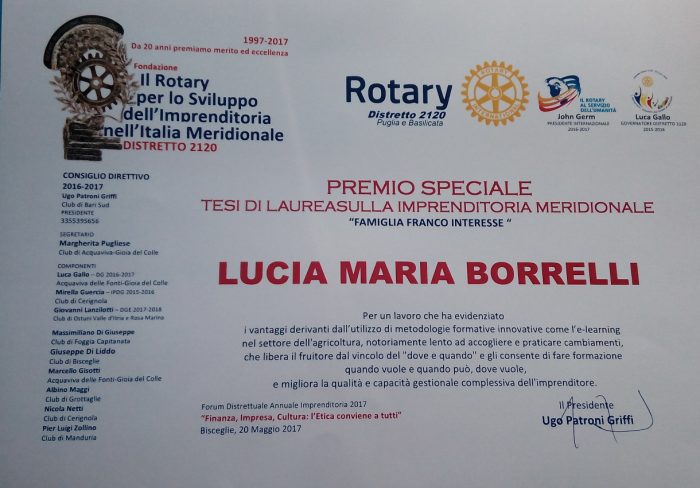 1997-2017
Da 20 anni premiamo merito ed eccellenza
Fondazione
Il Rotary
per lo Sviluppo
dell'Imprenditoria
nell'Italia Meridionale
DISTRETTO 2120
Rotary
Distretto 2120
Puglia e Basilicata
ROTARY
INTERNATIONAL
IL ROTARY
AL SERVIZIO
DELL'UMANITÀ
John Germ
PRESIDENTE INTERNAZIONALE
2016-2017
Luca Gallo
GOVERNATORE DISTRETTO 2120
CONSIGLIO DIRETTIVO
2016-2017
Ugo Patroni Griffi
Club di Bari Sud
PRESIDENTE
3355395656
SEGRETARIO
Margherita Pugliese
Club di Acquaviva-Gioia del Colle
COMPONENTI
Luca Gallo – DG 2016-2017
Acquaviva delle Fonti-Gioia del Colle
Mirella Guercia – IPDG 2015-2016
Club di Cerignola
Giovanni Lanzilotti – DGE 2017-2018
Club di Ostuni Valle d'Itria e Rosa Marina
Massimiliano Di Giuseppe
Club di Foggia Capitanata
Giuseppe Di Liddo
Club di Bisceglie
Marcello Gisotti
Acquaviva delle Fonti-Gioia del Colle
Albino Maggi
Club di Grottaglie
Nicola Netti
Club di Cerignola
Pier Luigi Zollino
Club di Manduria
PREMIO SPECIALE
TESI DI LAUREASULLA IMPRENDITORIA MERIDIONALE
"FAMIGLIA FRANCO INTERESSE "
LUCIA MARIA BORRELLI
Per un lavoro che ha evidenziato
i vantaggi derivanti dall'utilizzo di metodologie formative innovative come l'e-learning
nel settore dell'agricoltura, notoriamente lento ad accogliere e praticare cambiamenti,
che libera il fruitore dal vincolo del "dove e quando" e gli consente di fare formazione
quando vuole e quando può, dove vuole,
e migliora la qualità e capacità gestionale complessiva dell'imprenditore.
Forum Distrettuale Annuale Imprenditoria 2017
"Finanza, Impresa, Cultura: l'Etica conviene a tutti"
Bisceglie, 20 Maggio 2017
Il Presidente
Ugo Patroni Griffi